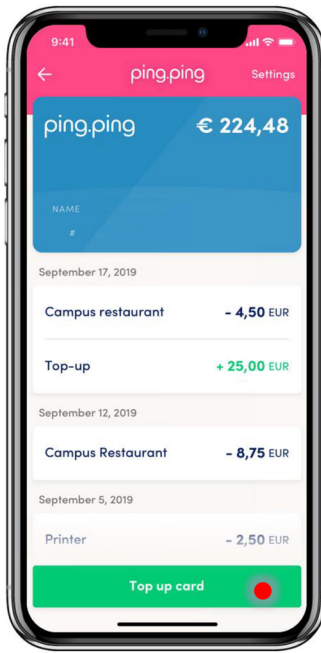 9:41
ping.ping Settings
ping.ping € 224,48
NAME
#
September 17, 2019
Campus restaurant - 4,50 EUR
Top-up + 25,00 EUR
September 12, 2019
Campus Restaurant - 8,75 EUR
September 5, 2019
Printer - 2,50 EUR
Top up card